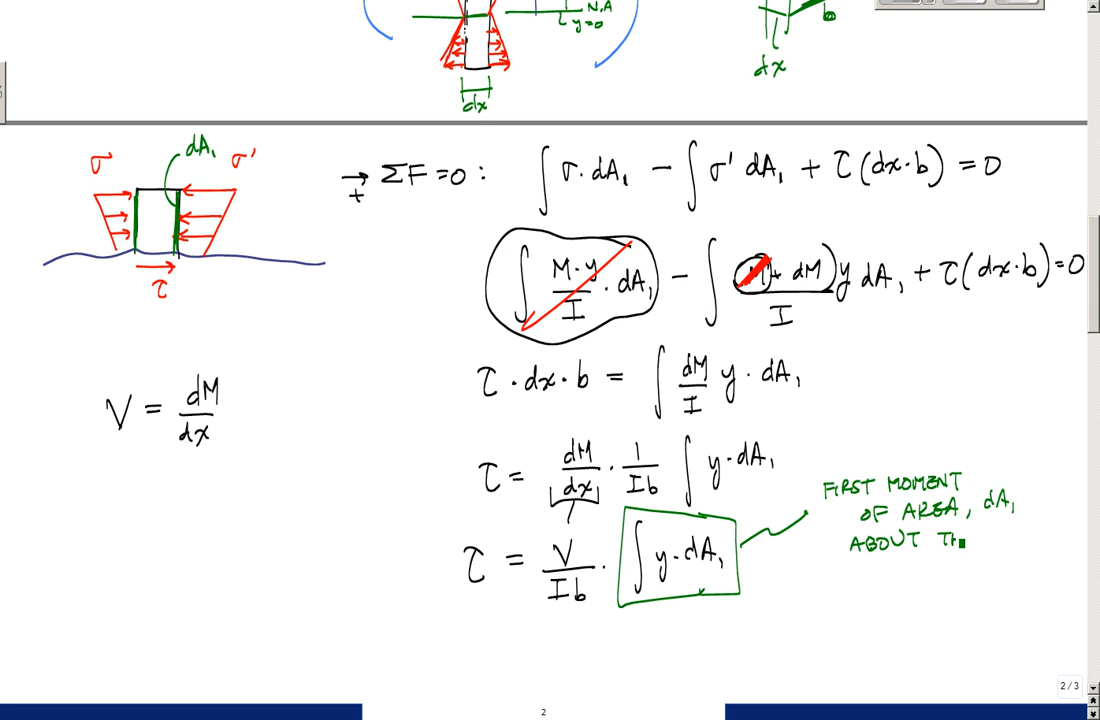 N.A
y=0
dx
b
dx
σ
dA₁
σ'
τ
→+ ΣF=0 : ∫ σ · dA₁ − ∫ σ' dA₁ + τ (dx·b) = 0
∫ M·y/I · dA₁ − ∫ (M + dM)/I y dA₁ + τ(dx·b)=0
τ · dx · b = ∫ dM/I y · dA₁
V = dM/dx
τ = dM/dx · 1/Ib ∫ y·dA₁
τ = V/Ib · ∫ y·dA₁
FIRST MOMENT
OF AREA, dA₁
ABOUT TH
2 / 3
2